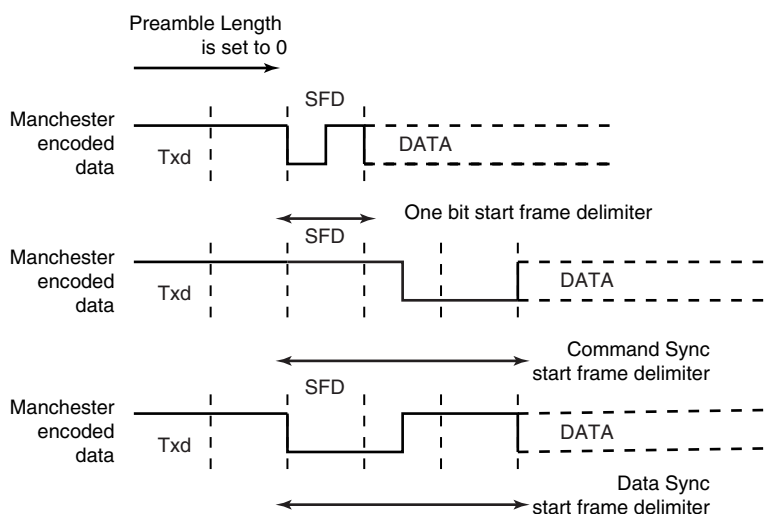 Preamble Length
is set to 0
SFD
Manchester
encoded
data
Txd
DATA
One bit start frame delimiter
SFD
Manchester
encoded
data
Txd
DATA
Command Sync
start frame delimiter
SFD
Manchester
encoded
data
Txd
DATA
Data Sync
start frame delimiter